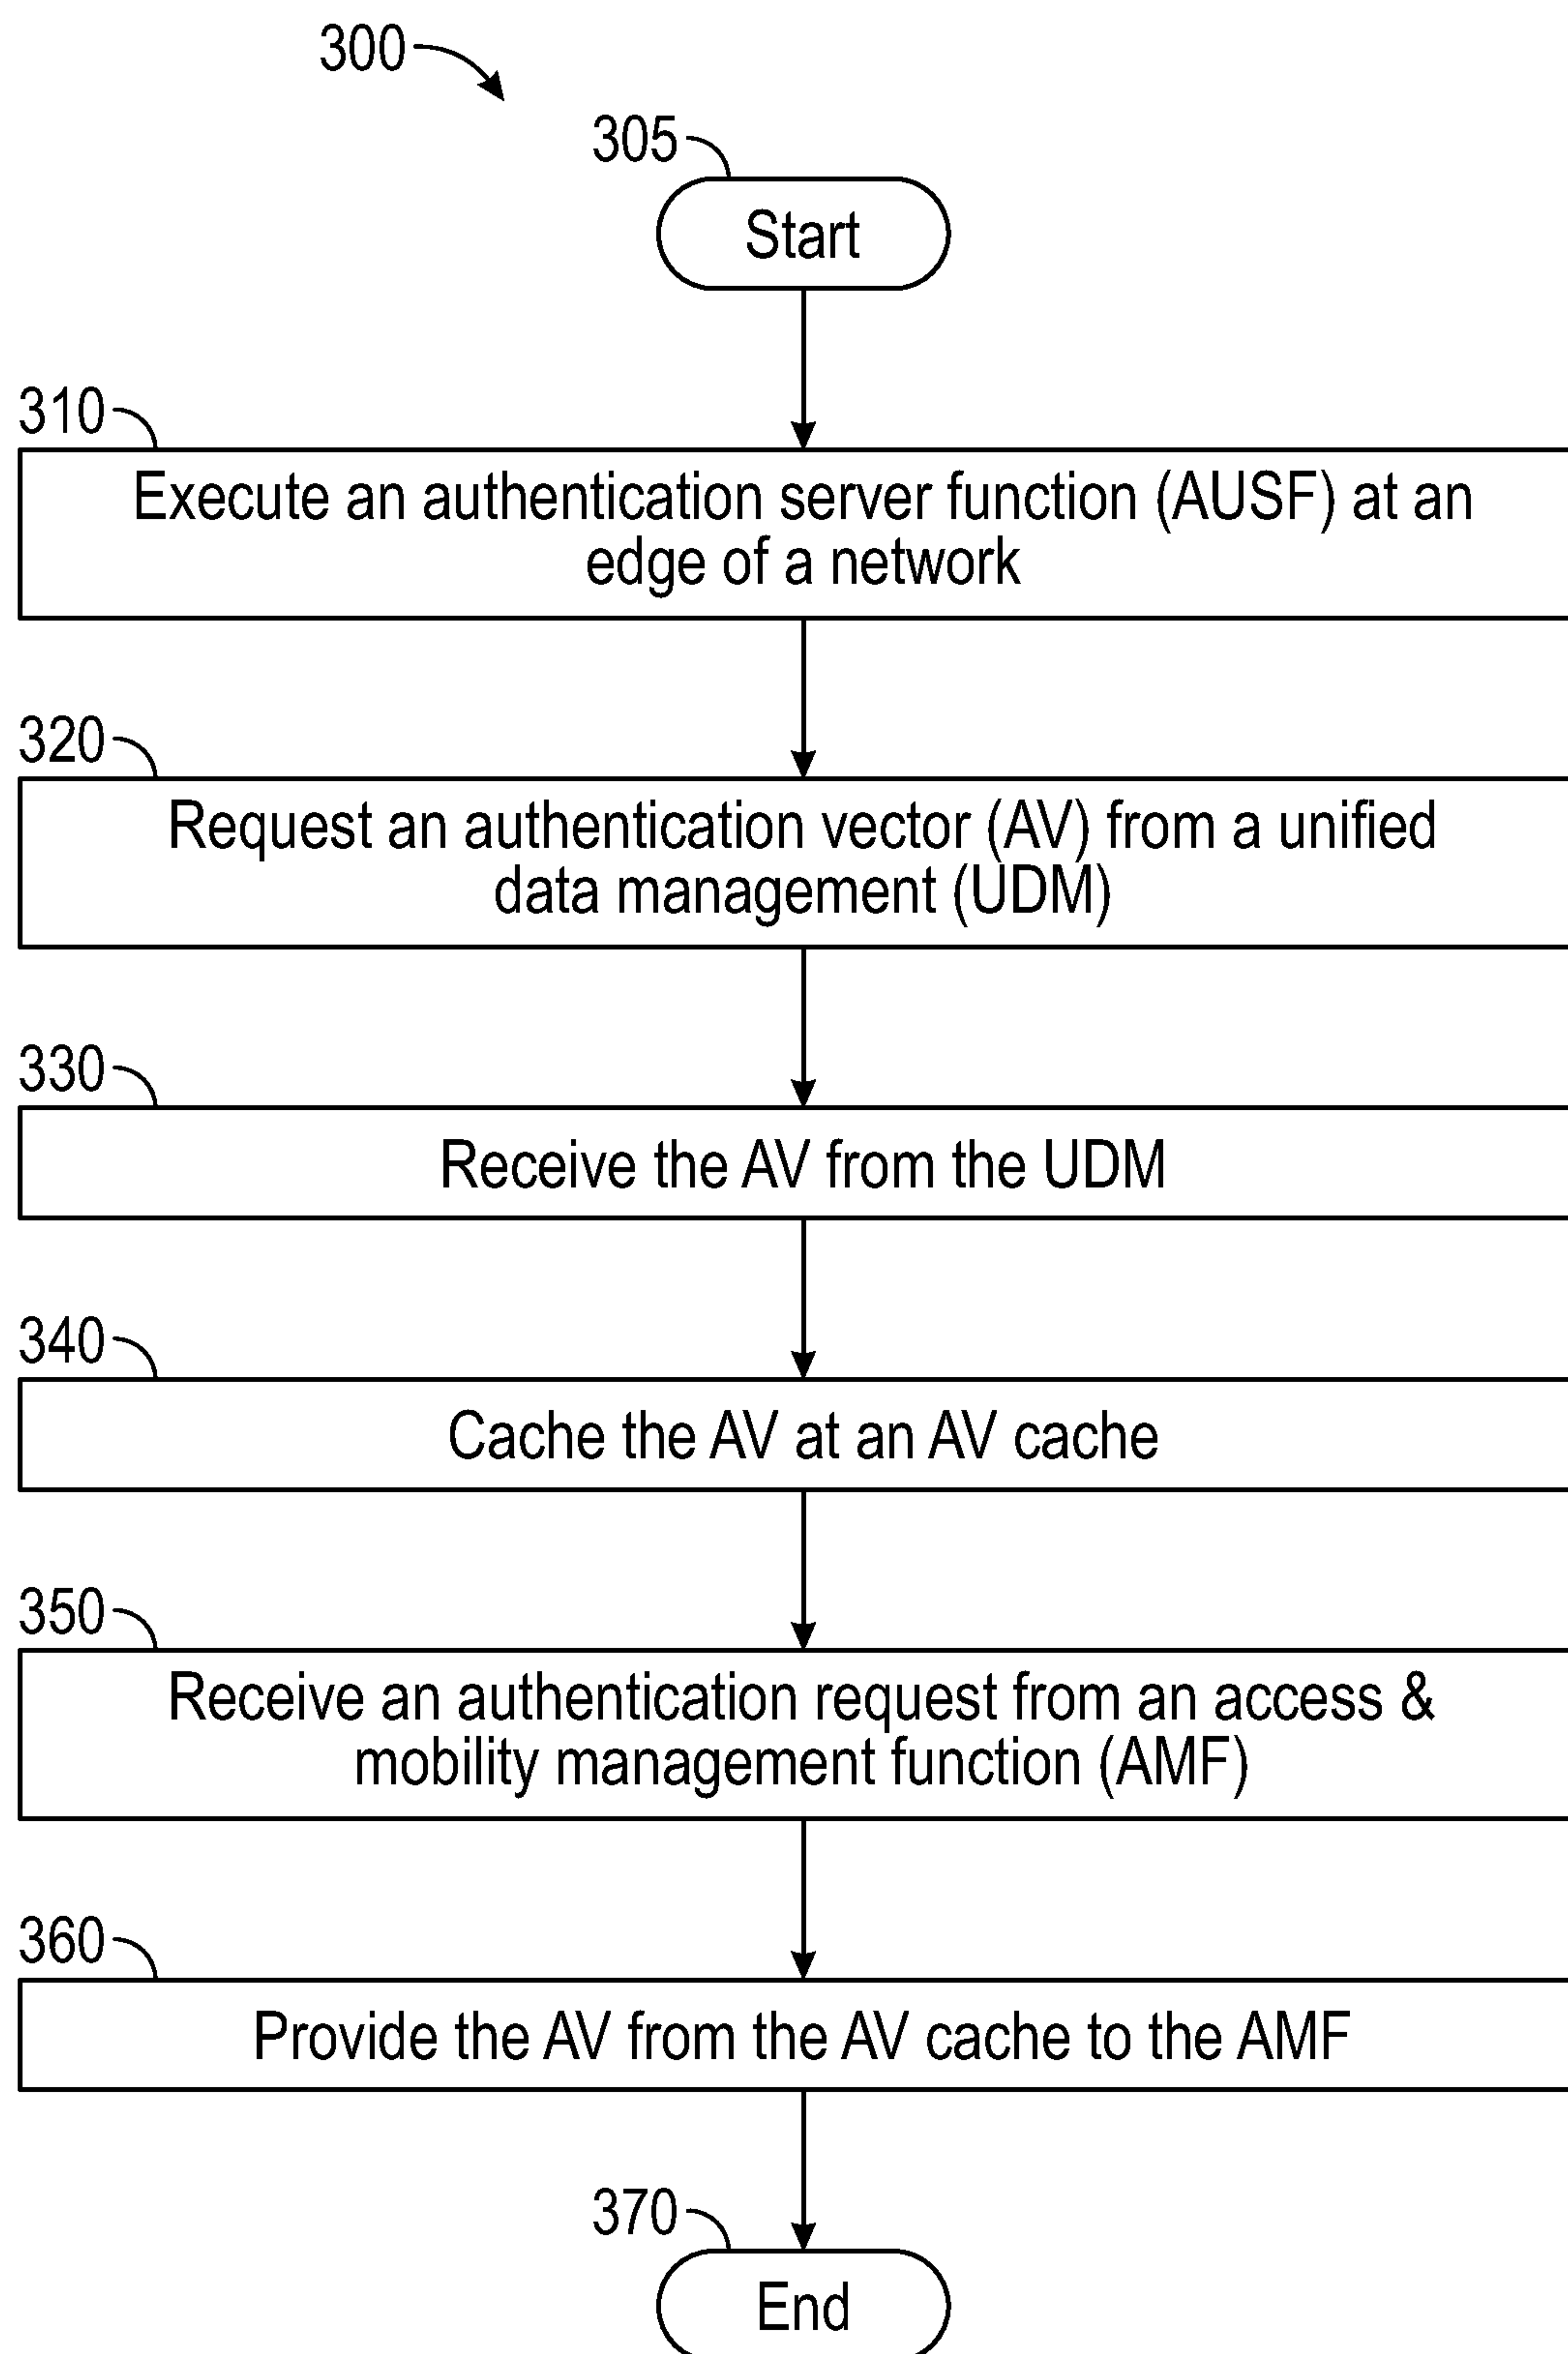 300
305
Start
310
Execute an authentication server function (AUSF) at an
edge of a network
320
Request an authentication vector (AV) from a unified
data management (UDM)
330
Receive the AV from the UDM
340
Cache the AV at an AV cache
350
Receive an authentication request from an access &
mobility management function (AMF)
360
Provide the AV from the AV cache to the AMF
370
End